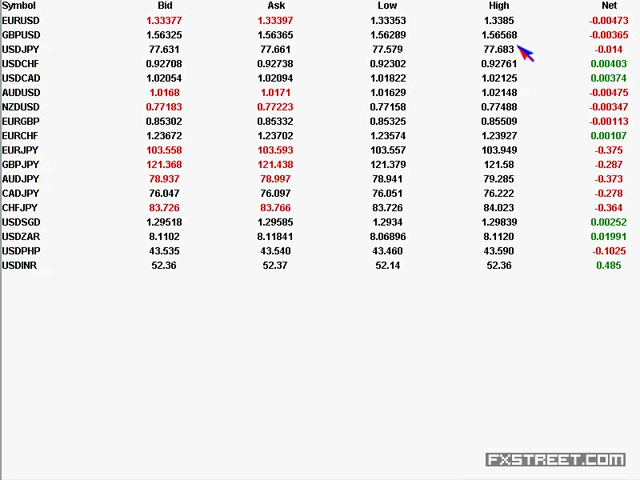 Symbol Bid Ask Low High Net
EURUSD 1.33377 1.33397 1.33353 1.3385 -0.00473
GBPUSD 1.56325 1.56365 1.56289 1.56568 -0.00365
USDJPY 77.631 77.661 77.579 77.683 -0.014
USDCHF 0.92708 0.92738 0.92302 0.92761 0.00403
USDCAD 1.02054 1.02094 1.01822 1.02125 0.00374
AUDUSD 1.0168 1.0171 1.01629 1.02148 -0.00475
NZDUSD 0.77183 0.77223 0.77158 0.77488 -0.00347
EURGBP 0.85302 0.85332 0.85325 0.85509 -0.00113
EURCHF 1.23672 1.23702 1.23574 1.23927 0.00107
EURJPY 103.558 103.593 103.557 103.949 -0.375
GBPJPY 121.368 121.438 121.379 121.58 -0.287
AUDJPY 78.937 78.997 78.941 79.285 -0.373
CADJPY 76.047 76.097 76.051 76.222 -0.278
CHFJPY 83.726 83.766 83.726 84.023 -0.364
USDSGD 1.29518 1.29585 1.2934 1.29839 0.00252
USDZAR 8.1102 8.11841 8.06896 8.1120 0.01991
USDPHP 43.535 43.540 43.460 43.590 -0.1025
USDINR 52.36 52.37 52.14 52.36 0.485
FXSTREET.COM